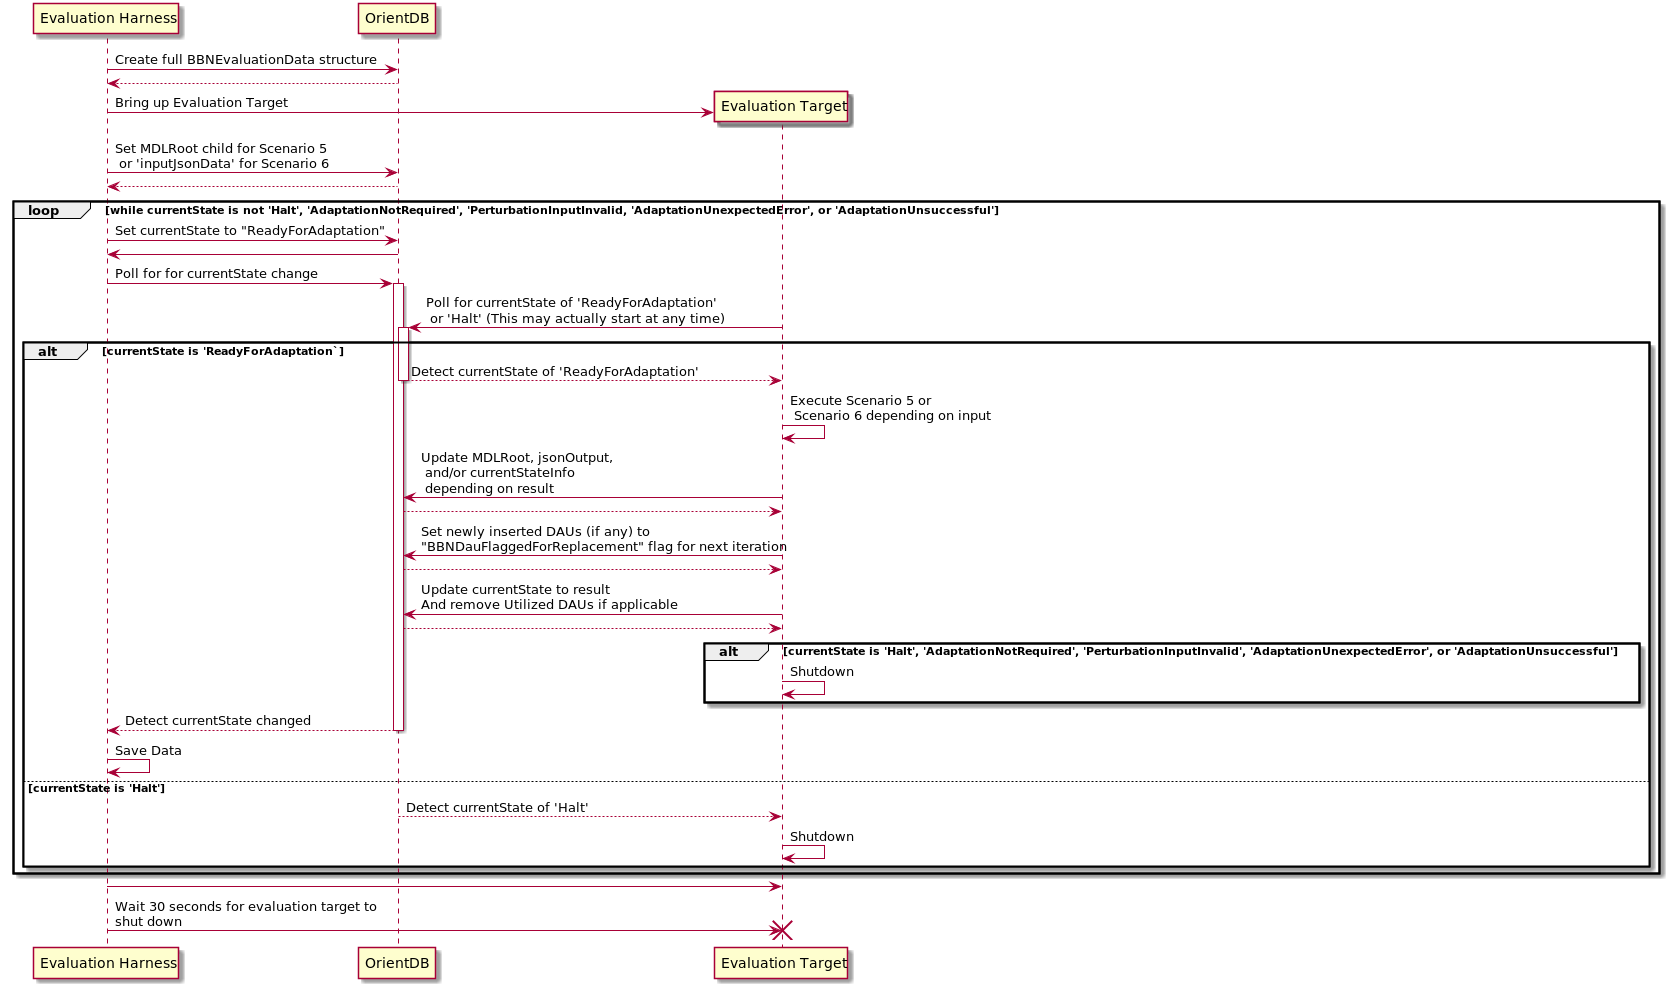 Evaluation Harness
OrientDB
Create full BBNEvaluationData structure
Bring up Evaluation Target
Evaluation Target
Set MDLRoot child for Scenario 5
or 'inputJsonData' for Scenario 6
loop
[while currentState is not 'Halt', 'AdaptationNotRequired', 'PerturbationInputInvalid, 'AdaptationUnexpectedError', or 'AdaptationUnsuccessful']
Set currentState to "ReadyForAdaptation"
Poll for for currentState change
Poll for currentState of 'ReadyForAdaptation'
or 'Halt' (This may actually start at any time)
alt
[currentState is 'ReadyForAdaptation`]
Detect currentState of 'ReadyForAdaptation'
Execute Scenario 5 or
Scenario 6 depending on input
Update MDLRoot, jsonOutput,
and/or currentStateInfo
depending on result
Set newly inserted DAUs (if any) to
"BBNDauFlaggedForReplacement" flag for next iteration
Update currentState to result
And remove Utilized DAUs if applicable
alt
[currentState is 'Halt', 'AdaptationNotRequired', 'PerturbationInputInvalid', 'AdaptationUnexpectedError', or 'AdaptationUnsuccessful']
Shutdown
Detect currentState changed
Save Data
[currentState is 'Halt']
Detect currentState of 'Halt'
Shutdown
Wait 30 seconds for evaluation target to
shut down
Evaluation Harness
OrientDB
Evaluation Target